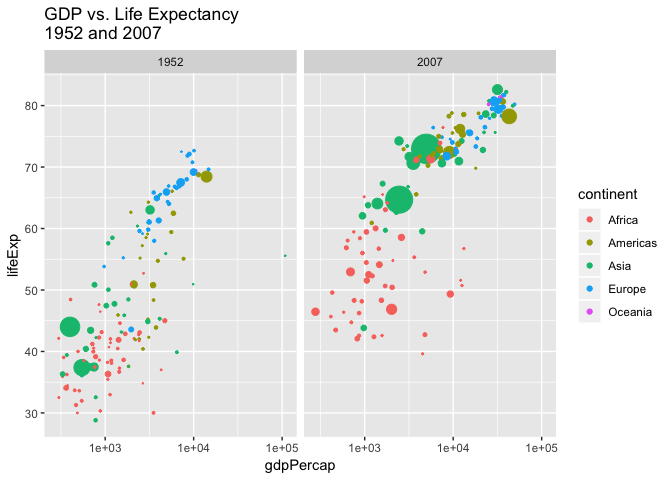 GDP vs. Life Expectancy
1952 and 2007
1952
2007
80
70
60
50
40
30
lifeExp
1e+03
1e+04
1e+05
1e+03
1e+04
1e+05
gdpPercap
continent
Africa
Americas
Asia
Europe
Oceania